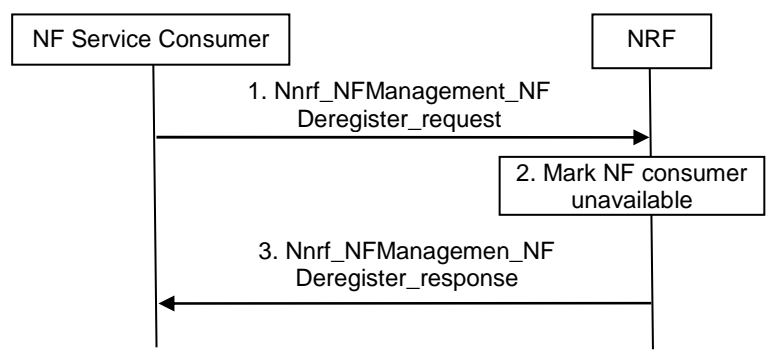 NF Service Consumer
NRF
1. Nnrf_NFManagement_NF
Deregister_request
2. Mark NF consumer
unavailable
3. Nnrf_NFManagemen_NF
Deregister_response